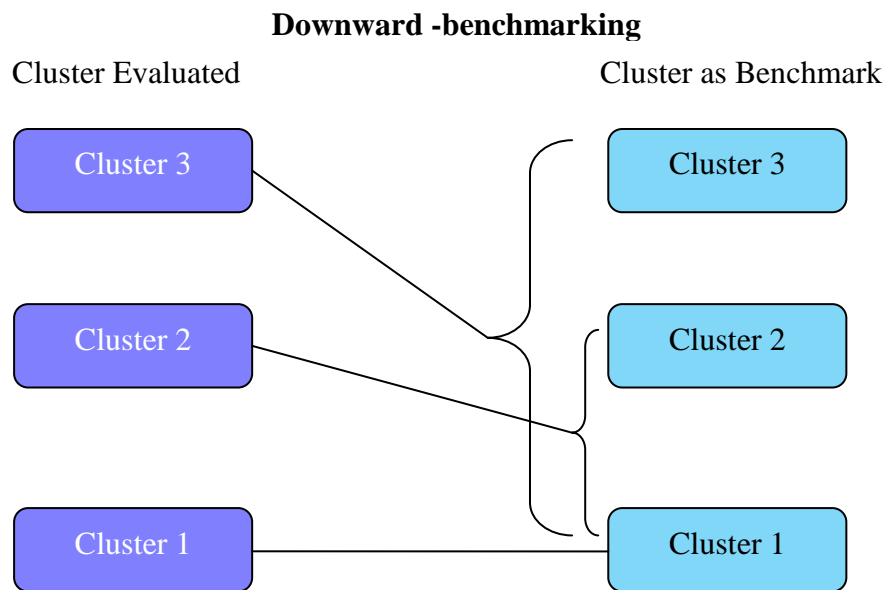 Downward -benchmarking
Cluster Evaluated
Cluster as Benchmark
Cluster 3
Cluster 3
Cluster 2
Cluster 2
Cluster 1
Cluster 1